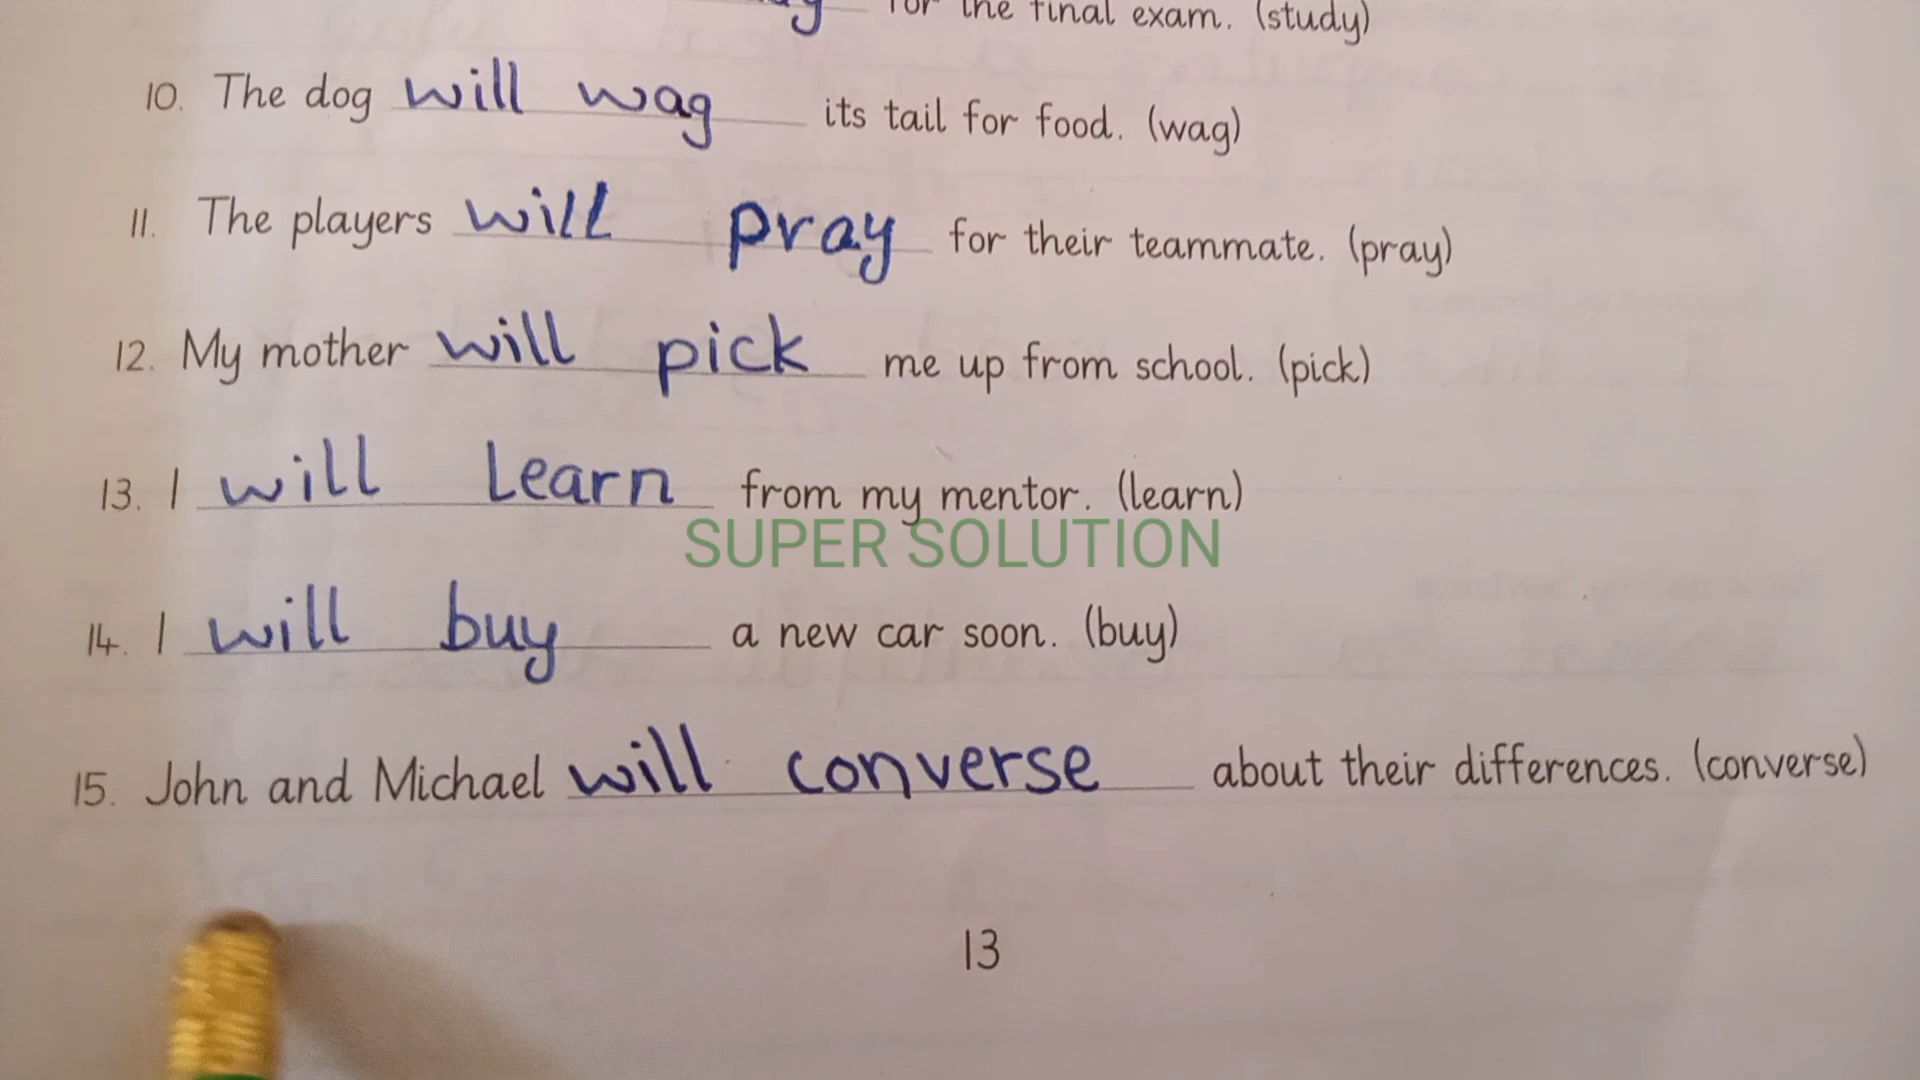 for the final exam. (study)
10. The dog will wag its tail for food. (wag)
11. The players will pray for their teammate. (pray)
12. My mother will pick me up from school. (pick)
13. I will Learn from my mentor. (learn)
SUPER SOLUTION
14. I will buy a new car soon. (buy)
15. John and Michael will converse about their differences. (converse)
13